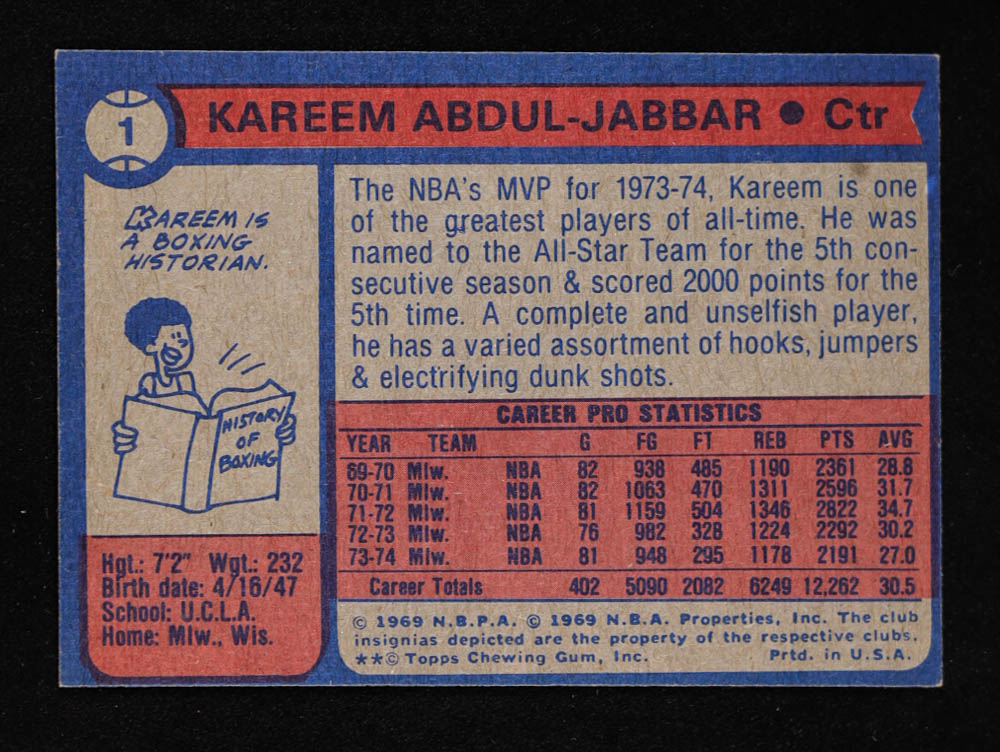 1
KAREEM ABDUL-JABBAR • Ctr
KAREEM IS
A BOXING
HISTORIAN.
HISTORY
OF
BOXING
Hgt.: 7'2" Wgt.: 232
Birth date: 4/16/47
School: U.C.L.A.
Home: Mlw., Wis.
The NBA's MVP for 1973-74, Kareem is one
of the greatest players of all-time. He was
named to the All-Star Team for the 5th con-
secutive season & scored 2000 points for the
5th time. A complete and unselfish player,
he has a varied assortment of hooks, jumpers
& electrifying dunk shots.
CAREER PRO STATISTICS
YEAR TEAM G FG FT REB PTS AVG
69-70 Mlw. NBA 82 938 485 1190 2361 28.8
70-71 Mlw. NBA 82 1063 470 1311 2596 31.7
71-72 Mlw. NBA 81 1159 504 1346 2822 34.7
72-73 Mlw. NBA 76 982 328 1224 2292 30.2
73-74 Mlw. NBA 81 948 295 1178 2191 27.0
Career Totals 402 5090 2082 6249 12,262 30.5
© 1969 N.B.P.A. © 1969 N.B.A. Properties, Inc. The club
insignias depicted are the property of the respective clubs.
**© Topps Chewing Gum, Inc. Prtd. in U.S.A.